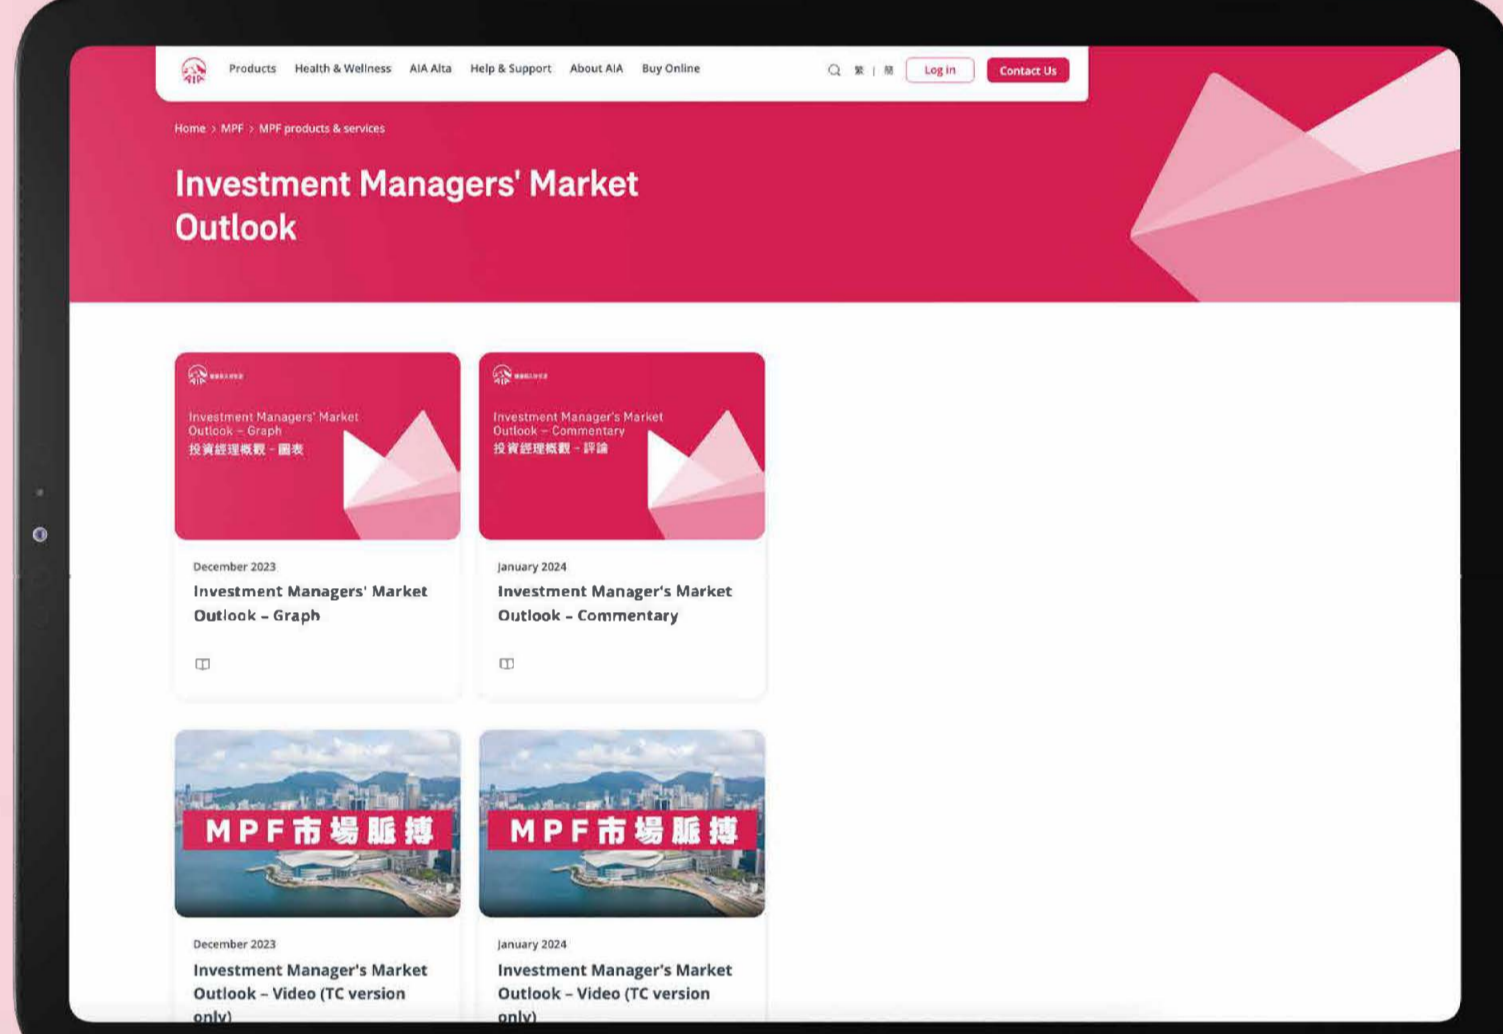 AIA
Products Health & Wellness AIA Alta Help & Support About AIA Buy Online 繁 | 簡 Log in Contact Us
Home > MPF > MPF products & services
Investment Managers' Market
Outlook
AIA
Investment Managers' Market
Outlook – Graph
投資經理概觀 - 圖表
December 2023
Investment Managers' Market
Outlook – Graph
AIA
Investment Manager's Market
Outlook – Commentary
投資經理概觀 - 評論
January 2024
Investment Manager's Market
Outlook – Commentary
MPF市場脈搏
December 2023
Investment Manager's Market
Outlook – Video (TC version
only)
MPF市場脈搏
January 2024
Investment Manager's Market
Outlook – Video (TC version
only)